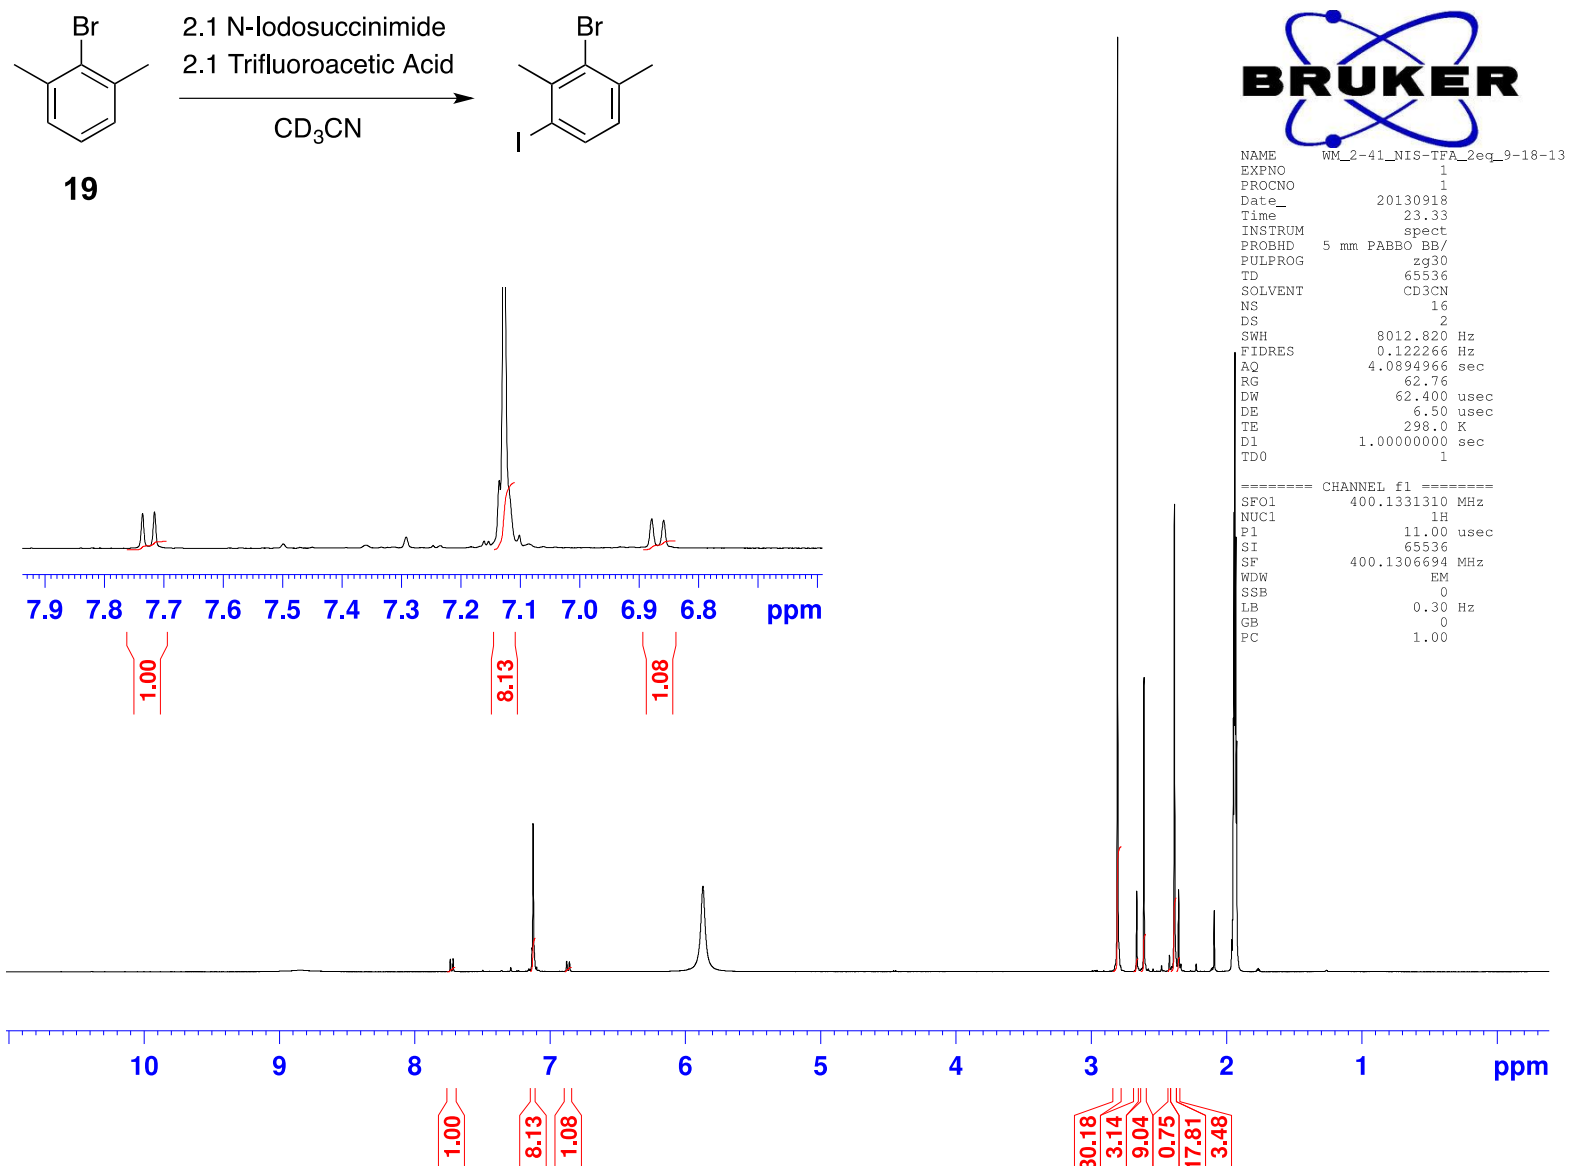 Br
2.1 N-Iodosuccinimide
2.1 Trifluoroacetic Acid
CD3CN
19
Br
I
BRUKER
NAME WM_2-41_NIS-TFA_2eq_9-18-13
EXPNO 1
PROCNO 1
Date_ 20130918
Time 23.33
INSTRUM spect
PROBHD 5 mm PABBO BB/
PULPROG zg30
TD 65536
SOLVENT CD3CN
NS 16
DS 2
SWH 8012.820 Hz
FIDRES 0.122266 Hz
AQ 4.0894966 sec
RG 62.76
DW 62.400 usec
DE 6.50 usec
TE 298.0 K
D1 1.00000000 sec
TD0 1
======== CHANNEL f1 ========
SFO1 400.1331310 MHz
NUC1 1H
P1 11.00 usec
SI 65536
SF 400.1306694 MHz
WDW EM
SSB 0
LB 0.30 Hz
GB 0
PC 1.00
7.9 7.8 7.7 7.6 7.5 7.4 7.3 7.2 7.1 7.0 6.9 6.8 ppm
1.00 8.13 1.08
10 9 8 7 6 5 4 3 2 1 ppm
1.00 8.13 1.08 30.18 3.14 9.04 0.75 17.81 3.48